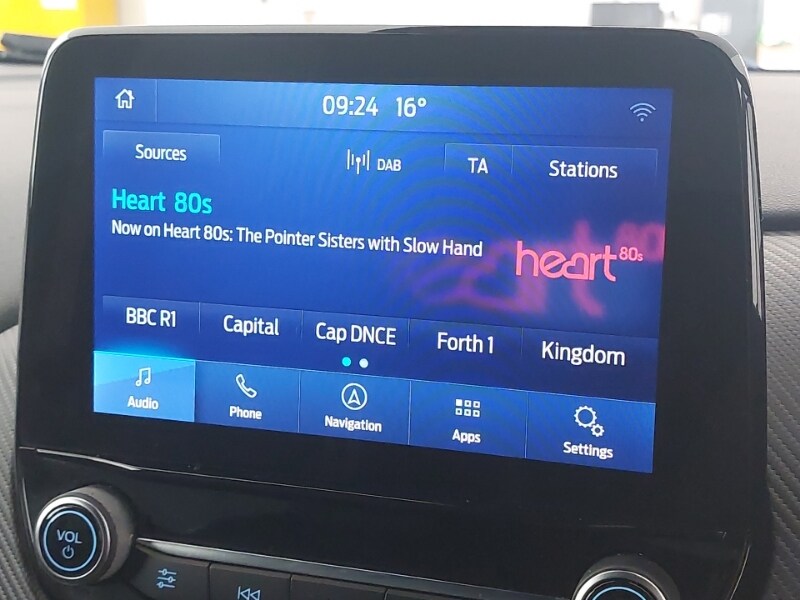 09:24 16°
Sources DAB TA Stations
Heart 80s
Now on Heart 80s: The Pointer Sisters with Slow Hand
heart 80s
BBC R1 Capital Cap DNCE Forth 1 Kingdom
Audio Phone Navigation Apps Settings
VOL